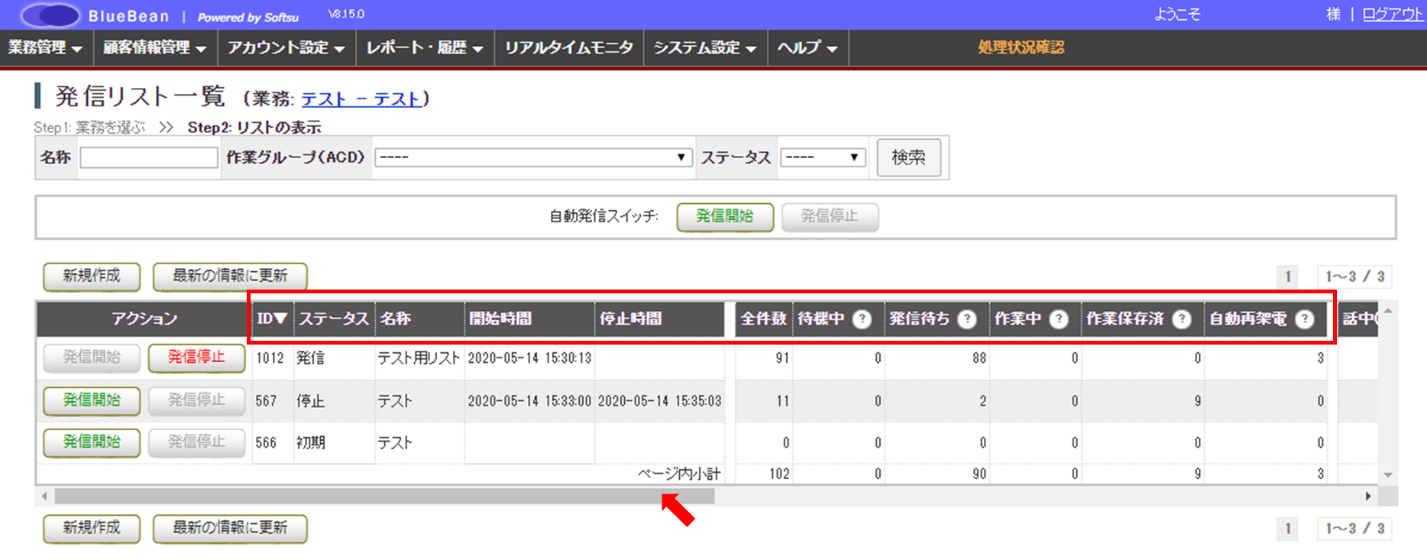 BlueBean | Powered by Softsu V8.15.0 ようこそ 様 | ログアウト
業務管理 ▼ 顧客情報管理 ▼ アカウント設定 ▼ レポート・履歴 ▼ リアルタイムモニタ システム設定 ▼ ヘルプ ▼ 処理状況確認
発信リスト一覧 (業務: テスト - テスト)
Step1: 業務を選ぶ >> Step2: リストの表示
名称 作業グループ(ACD) ---- ▼ ステータス ---- ▼ 検索
自動発信スイッチ: 発信開始 発信停止
新規作成 最新の情報に更新 1 1～3 / 3
アクション ID▼ ステータス 名称 開始時間 停止時間 全件数 待機中 ? 発信待ち ? 作業中 ? 作業保存済 ? 自動再架電 ? 話中(
発信開始 発信停止 1012 発信 テスト用リスト 2020-05-14 15:30:13 91 0 88 0 0 3
発信開始 発信停止 567 停止 テスト 2020-05-14 15:33:00 2020-05-14 15:35:03 11 0 2 0 9 0
発信開始 発信停止 566 初期 テスト 0 0 0 0 0 0
ページ内小計 102 0 90 0 9 3
新規作成 最新の情報に更新 1 1～3 / 3